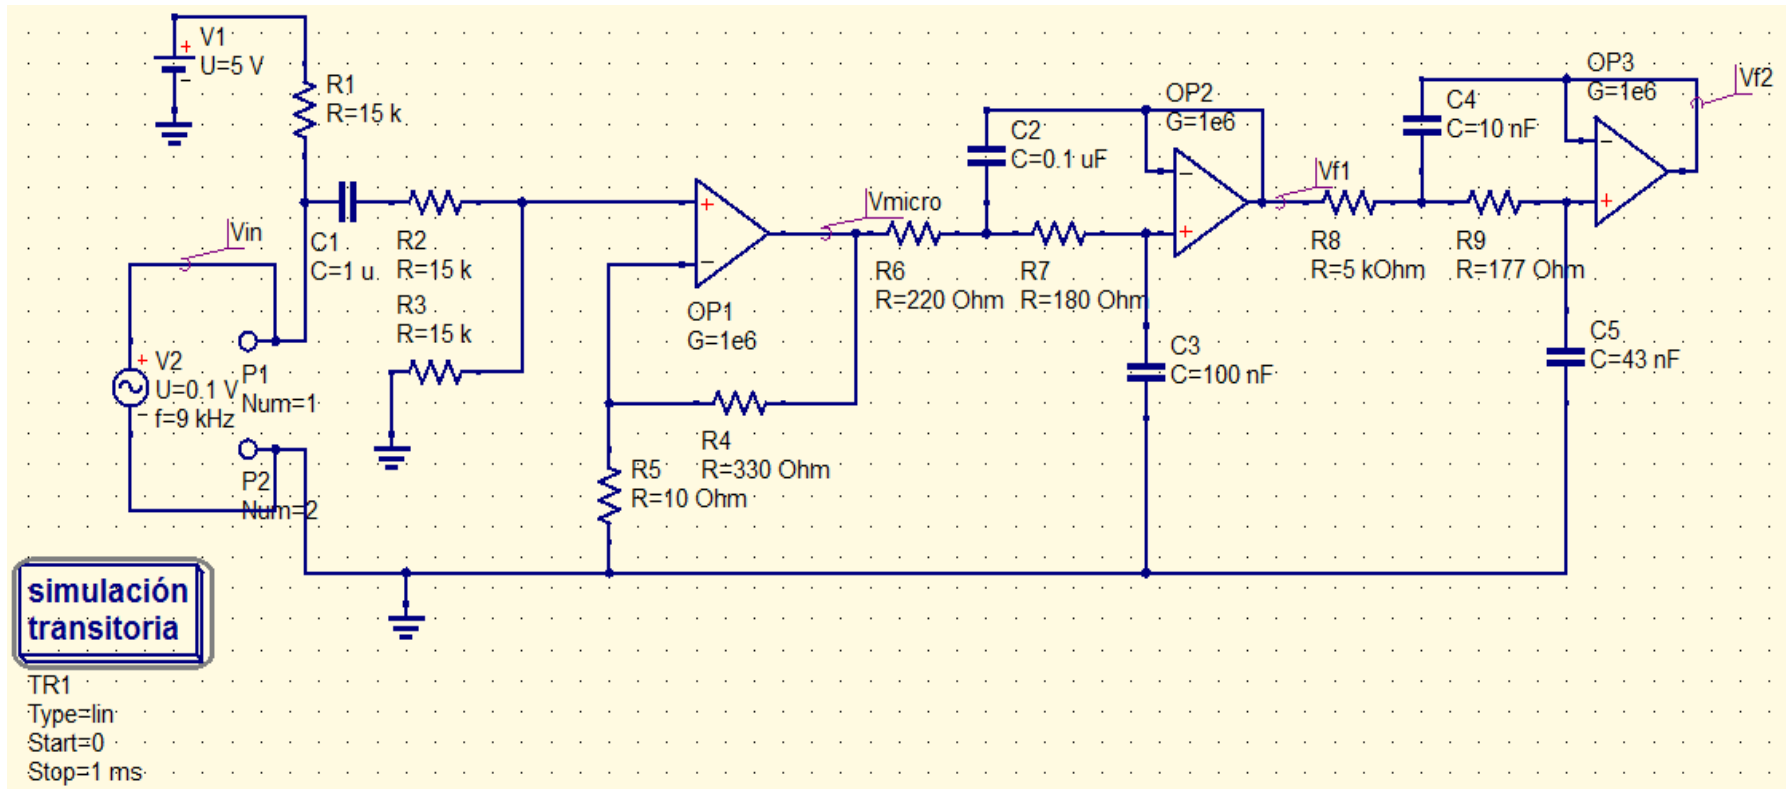 V1
U=5 V
R1
R=15 k
Vin
C1
C=1 u
R2
R=15 k
R3
R=15 k
V2
U=0.1 V
f=9 kHz
P1
Num=1
P2
Num=2
+
−
OP1
G=1e6
R4
R=330 Ohm
R5
R=10 Ohm
Vmicro
R6
R=220 Ohm
R7
R=180 Ohm
C2
C=0.1 uF
OP2
G=1e6
−
+
C3
C=100 nF
Vf1
R8
R=5 kOhm
R9
R=177 Ohm
C4
C=10 nF
OP3
G=1e6
−
+
Vf2
C5
C=43 nF
simulación
transitoria
TR1
Type=lin
Start=0
Stop=1 ms